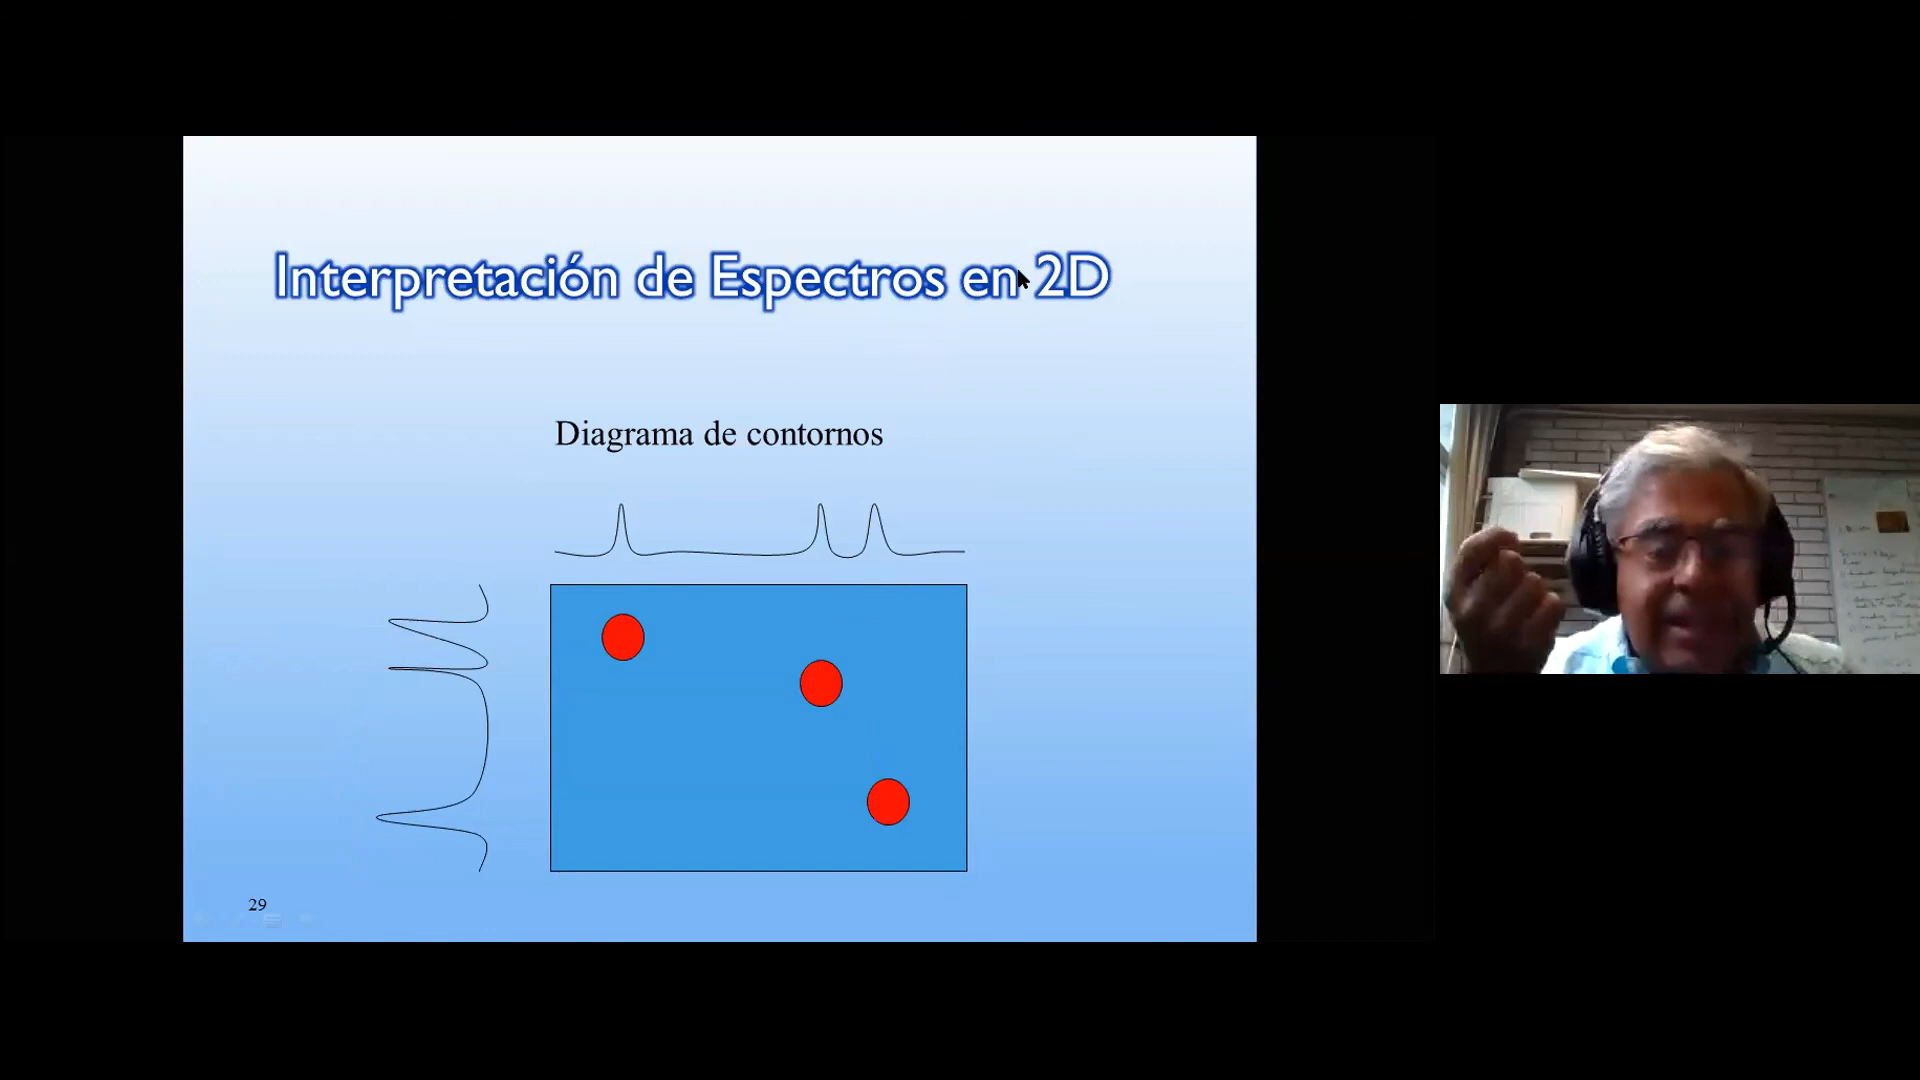 Interpretación de Espectros en 2D
Diagrama de contornos
29